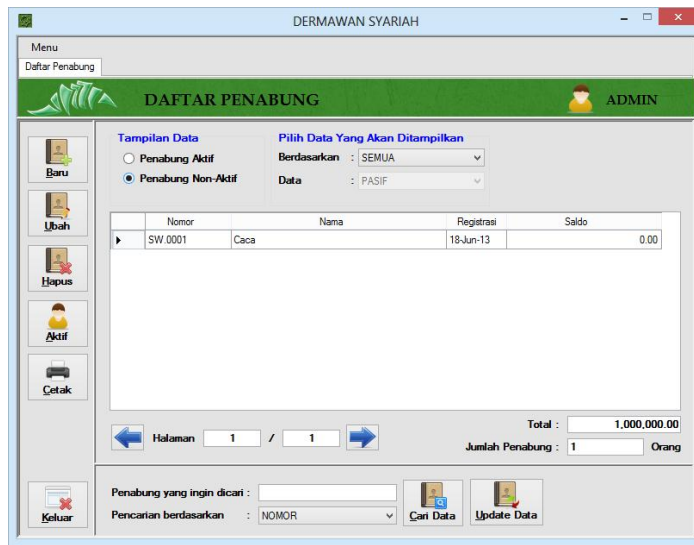 DERMAWAN SYARIAH
Menu
Daftar Penabung
DAFTAR PENABUNG
ADMIN
Baru
Ubah
Hapus
Aktif
Cetak
Keluar
Tampilan Data
Penabung Aktif
Penabung Non-Aktif
Pilih Data Yang Akan Ditampilkan
Berdasarkan : SEMUA
Data : PASIF
Nomor Nama Registrasi Saldo
SW.0001 Caca 18-Jun-13 0.00
Halaman 1 / 1
Total : 1,000,000.00
Jumlah Penabung : 1 Orang
Penabung yang ingin dicari :
Pencarian berdasarkan : NOMOR
Cari Data
Update Data